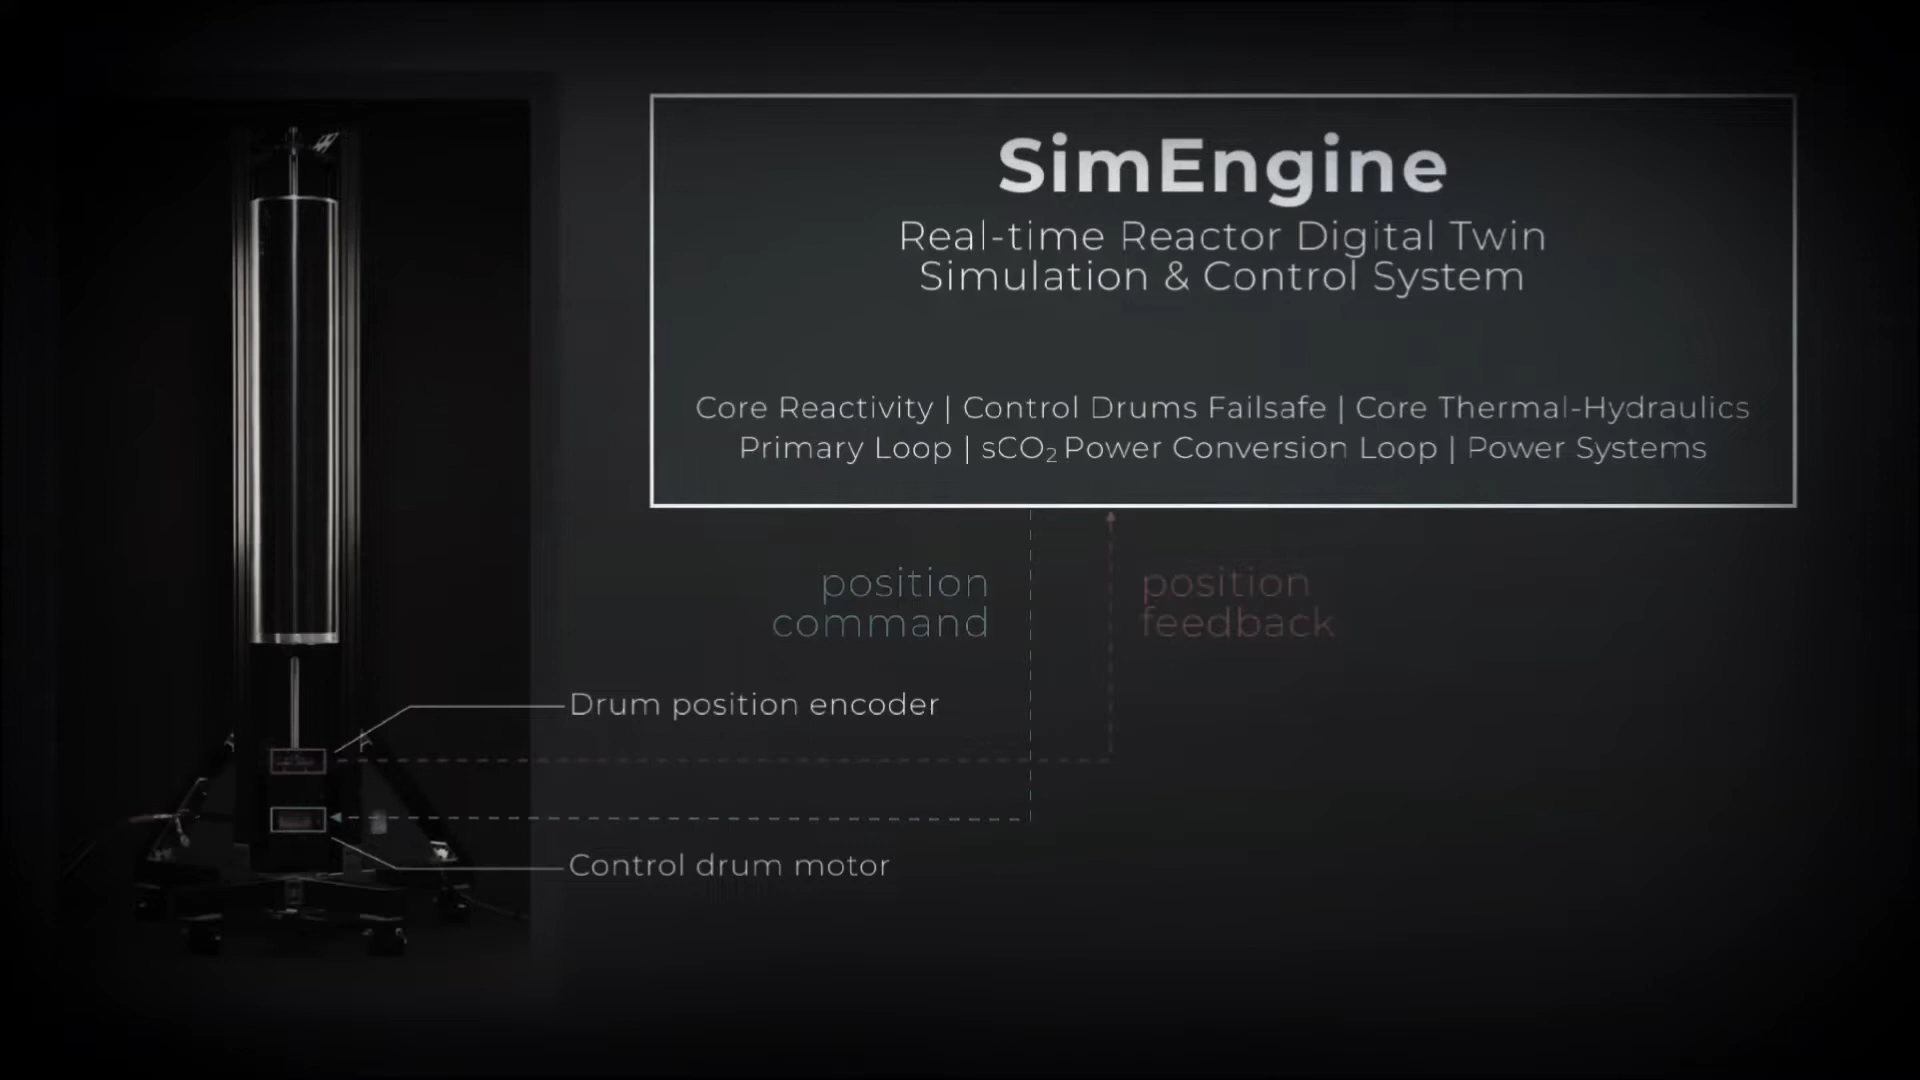 SimEngine
Real-time Reactor Digital Twin
Simulation & Control System
Core Reactivity | Control Drums Failsafe | Core Thermal-Hydraulics
Primary Loop | sCO₂ Power Conversion Loop | Power Systems
position
command
position
feedback
Drum position encoder
Control drum motor